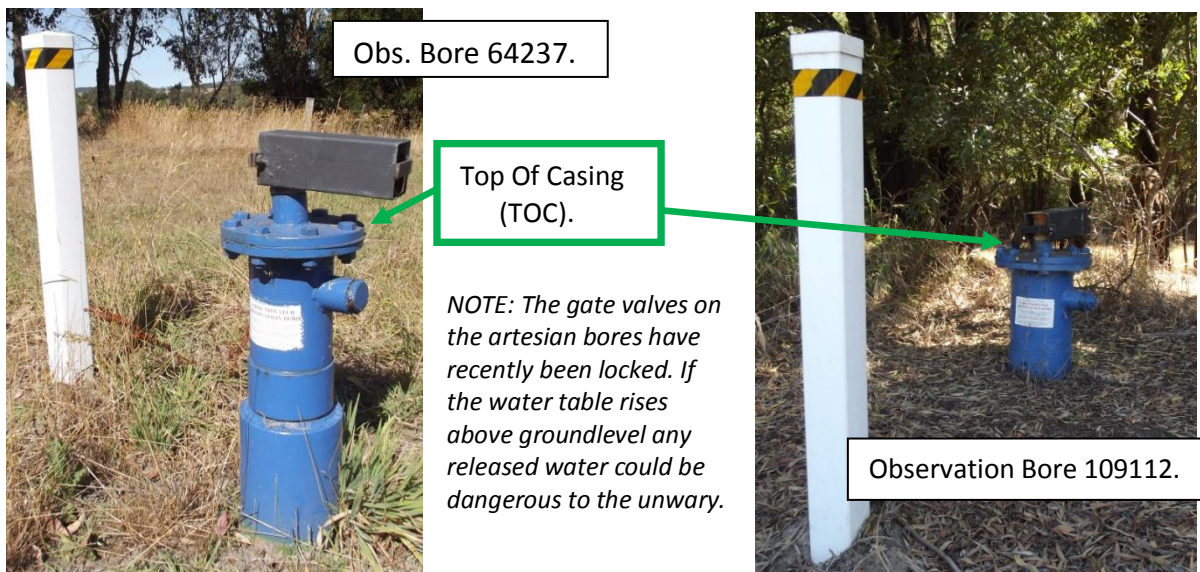 Obs. Bore 64237.
Top Of Casing
(TOC).
NOTE: The gate valves on
the artesian bores have
recently been locked. If
the water table rises
above groundlevel any
released water could be
dangerous to the unwary.
Observation Bore 109112.